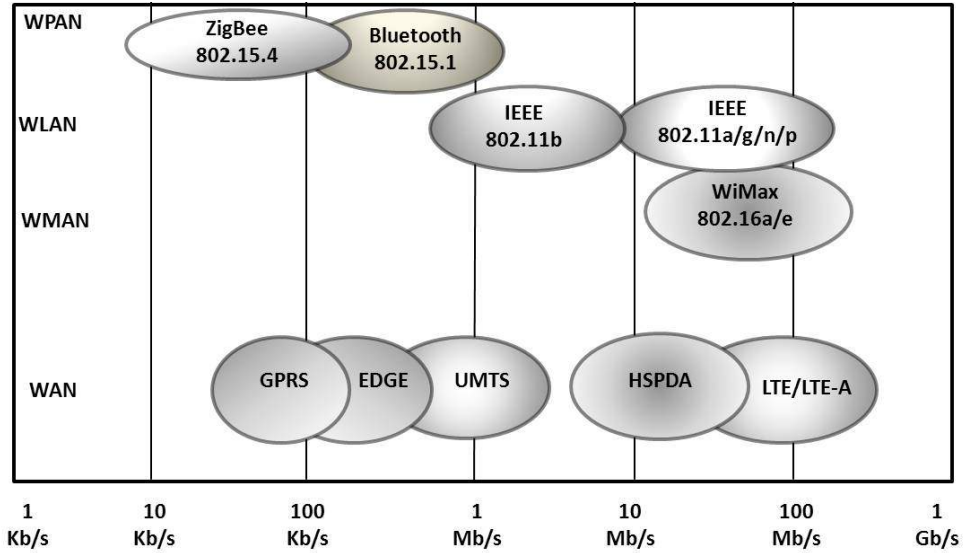 WPAN
ZigBee
802.15.4
Bluetooth
802.15.1
WLAN
IEEE
802.11b
IEEE
802.11a/g/n/p
WMAN
WiMax
802.16a/e
WAN
GPRS
EDGE
UMTS
HSPDA
LTE/LTE-A
1
Kb/s
10
Kb/s
100
Kb/s
1
Mb/s
10
Mb/s
100
Mb/s
1
Gb/s